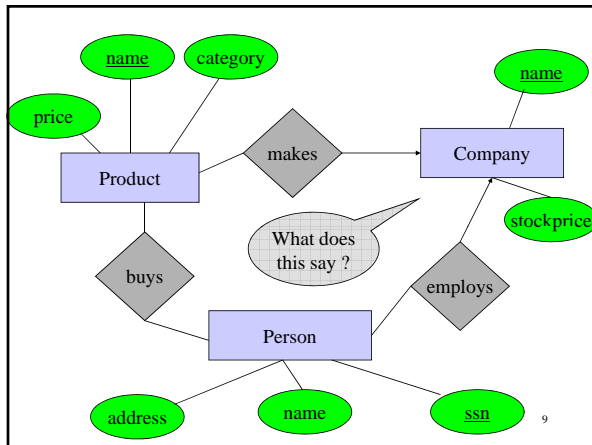 name
category
name
price
makes
Company
Product
stockprice
What does
this say ?
buys
employs
Person
address
name
ssn
9